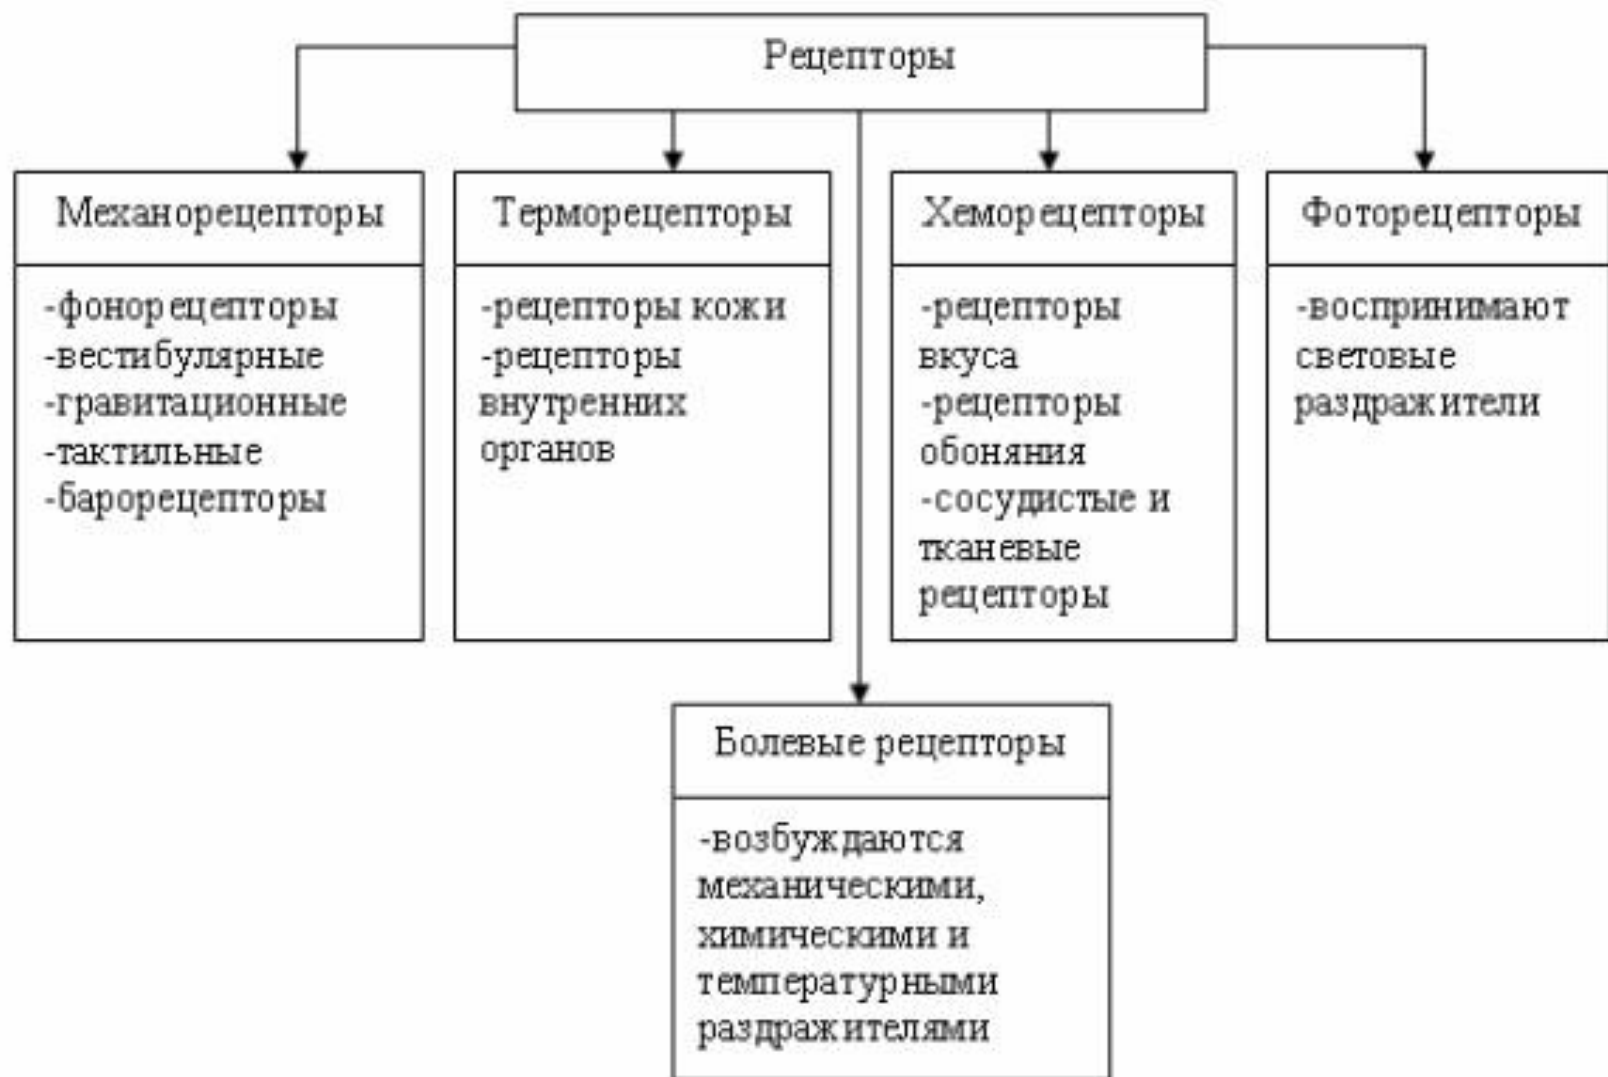 Рецепторы
Механорецепторы
-фонорецепторы
-вестибулярные
-гравитационные
-тактильные
-барорецепторы
Терморецепторы
-рецепторы кожи
-рецепторы
внутренних
органов
Хеморецепторы
-рецепторы
вкуса
-рецепторы
обоняния
-сосудистые и
тканевые
рецепторы
Фоторецепторы
-воспринимают
световые
раздражители
Болевые рецепторы
-возбуждаются
механическими,
химическими и
температурными
раздражителями